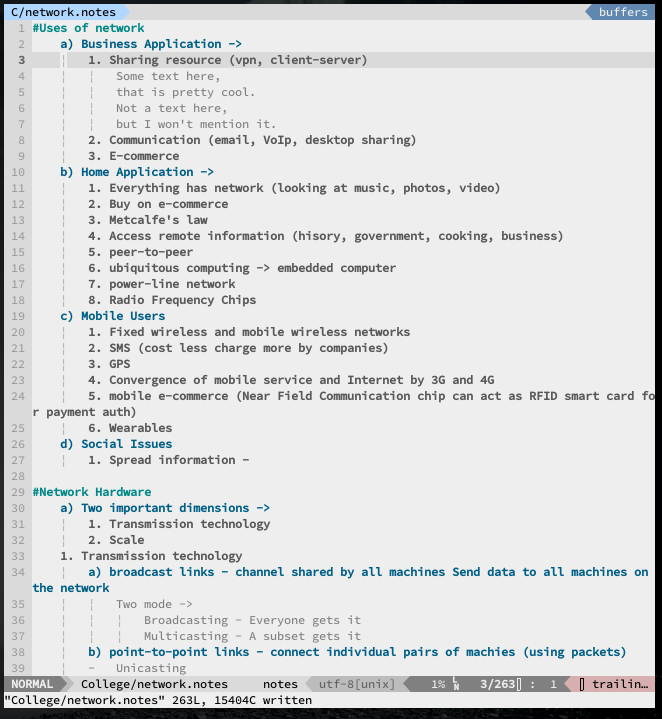 C/network.notes buffers
1 #Uses of network
2 a) Business Application ->
3 1. Sharing resource (vpn, client-server)
4 Some text here,
5 that is pretty cool.
6 Not a text here,
7 but I won't mention it.
8 2. Communication (email, VoIp, desktop sharing)
9 3. E-commerce
10 b) Home Application ->
11 1. Everything has network (looking at music, photos, video)
12 2. Buy on e-commerce
13 3. Metcalfe's law
14 4. Access remote information (hisory, government, cooking, business)
15 5. peer-to-peer
16 6. ubiquitous computing -> embedded computer
17 7. power-line network
18 8. Radio Frequency Chips
19 c) Mobile Users
20 1. Fixed wireless and mobile wireless networks
21 2. SMS (cost less charge more by companies)
22 3. GPS
23 4. Convergence of mobile service and Internet by 3G and 4G
24 5. mobile e-commerce (Near Field Communication chip can act as RFID smart card fo
r payment auth)
25 6. Wearables
26 d) Social Issues
27 1. Spread information -
28
29 #Network Hardware
30 a) Two important dimensions ->
31 1. Transmission technology
32 2. Scale
33 1. Transmission technology
34 a) broadcast links - channel shared by all machines Send data to all machines on
the network
35 Two mode ->
36 Broadcasting - Everyone gets it
37 Multicasting - A subset gets it
38 b) point-to-point links - connect individual pairs of machies (using packets)
39 - Unicasting
NORMAL College/network.notes notes utf-8[unix] 1% LN 3/263 : 1 trailin…
"College/network.notes" 263L, 15404C written